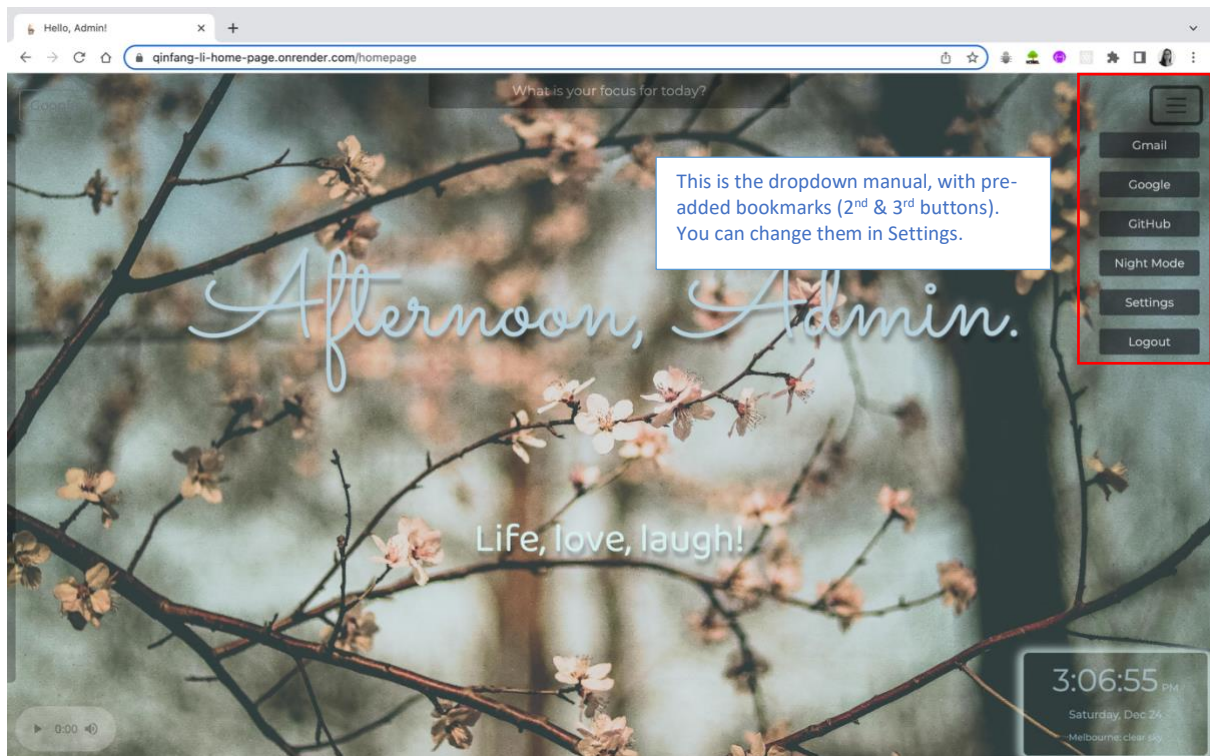 Hello, Admin!
qinfang-li-home-page.onrender.com/homepage
Google
What is your focus for today?
Gmail
This is the dropdown manual, with pre-
added bookmarks (2nd & 3rd buttons).
You can change them in Settings.
Google
GitHub
Night Mode
Settings
Logout
Afternoon, Admin.
Life, love, laugh!
3:06:55 PM
Saturday, Dec 24
Melbourne: clear sky
0:00